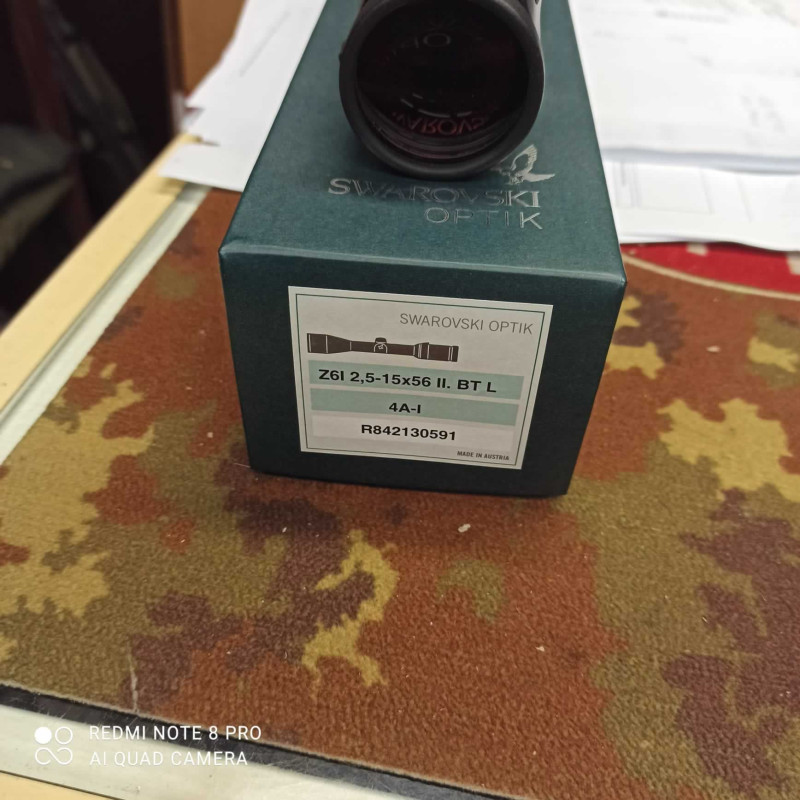 SWAROVSKI
OPTIK
SWAROVSKI OPTIK
Z6I 2,5-15x56 II. BT L
4A-I
R842130591
MADE IN AUSTRIA
REDMI NOTE 8 PRO
AI QUAD CAMERA